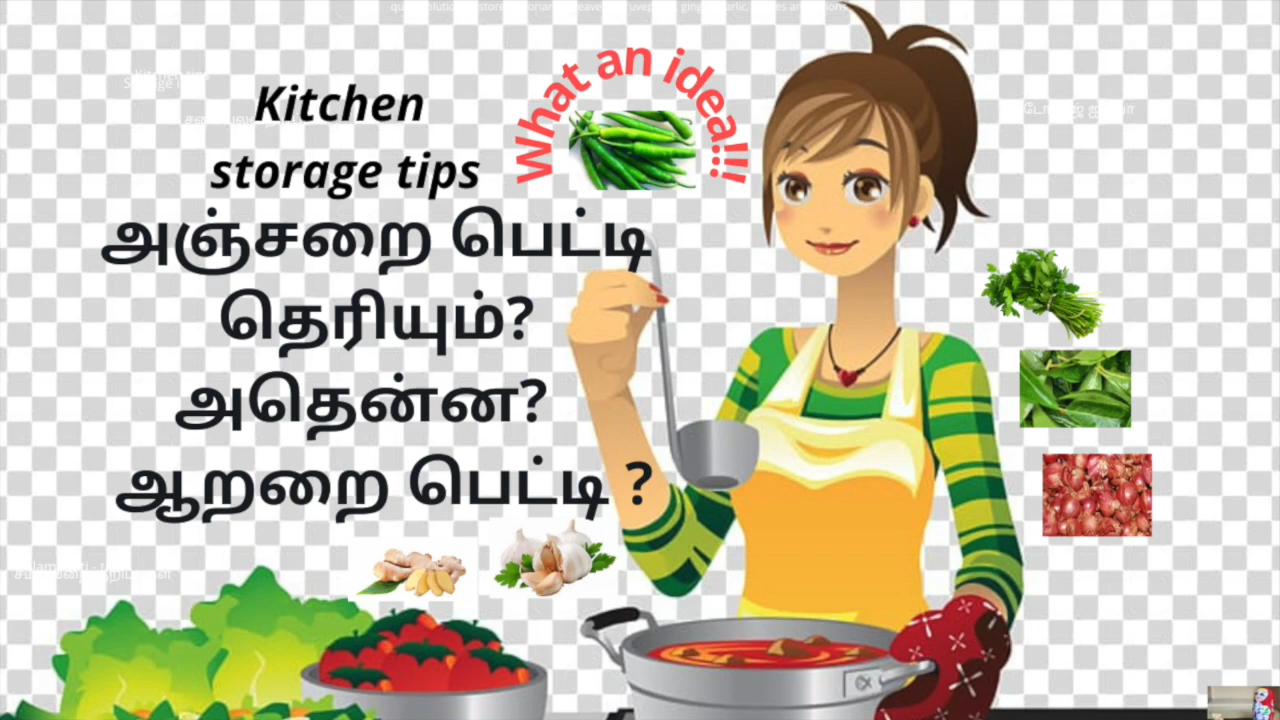 What an idea!!!
Kitchen
storage tips
அஞ்சறை பெட்டி
தெரியும்?
அதென்ன?
ஆறறை பெட்டி ?